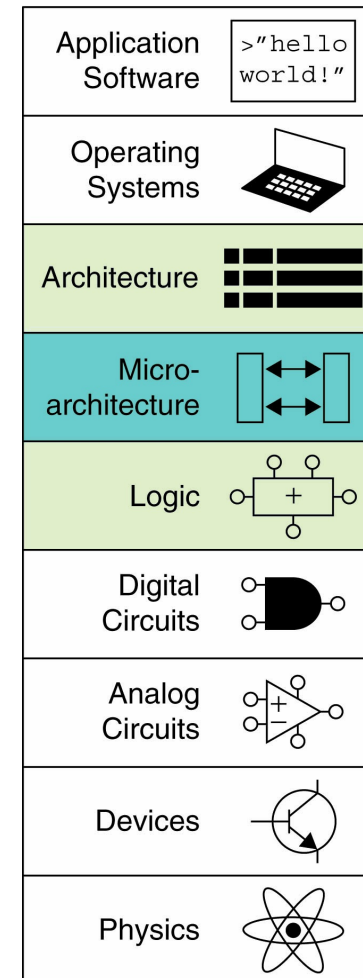 Application
Software
>"hello
world!"
Operating
Systems
Architecture
Micro-
architecture
Logic
+
Digital
Circuits
Analog
Circuits
+
−
Devices
Physics